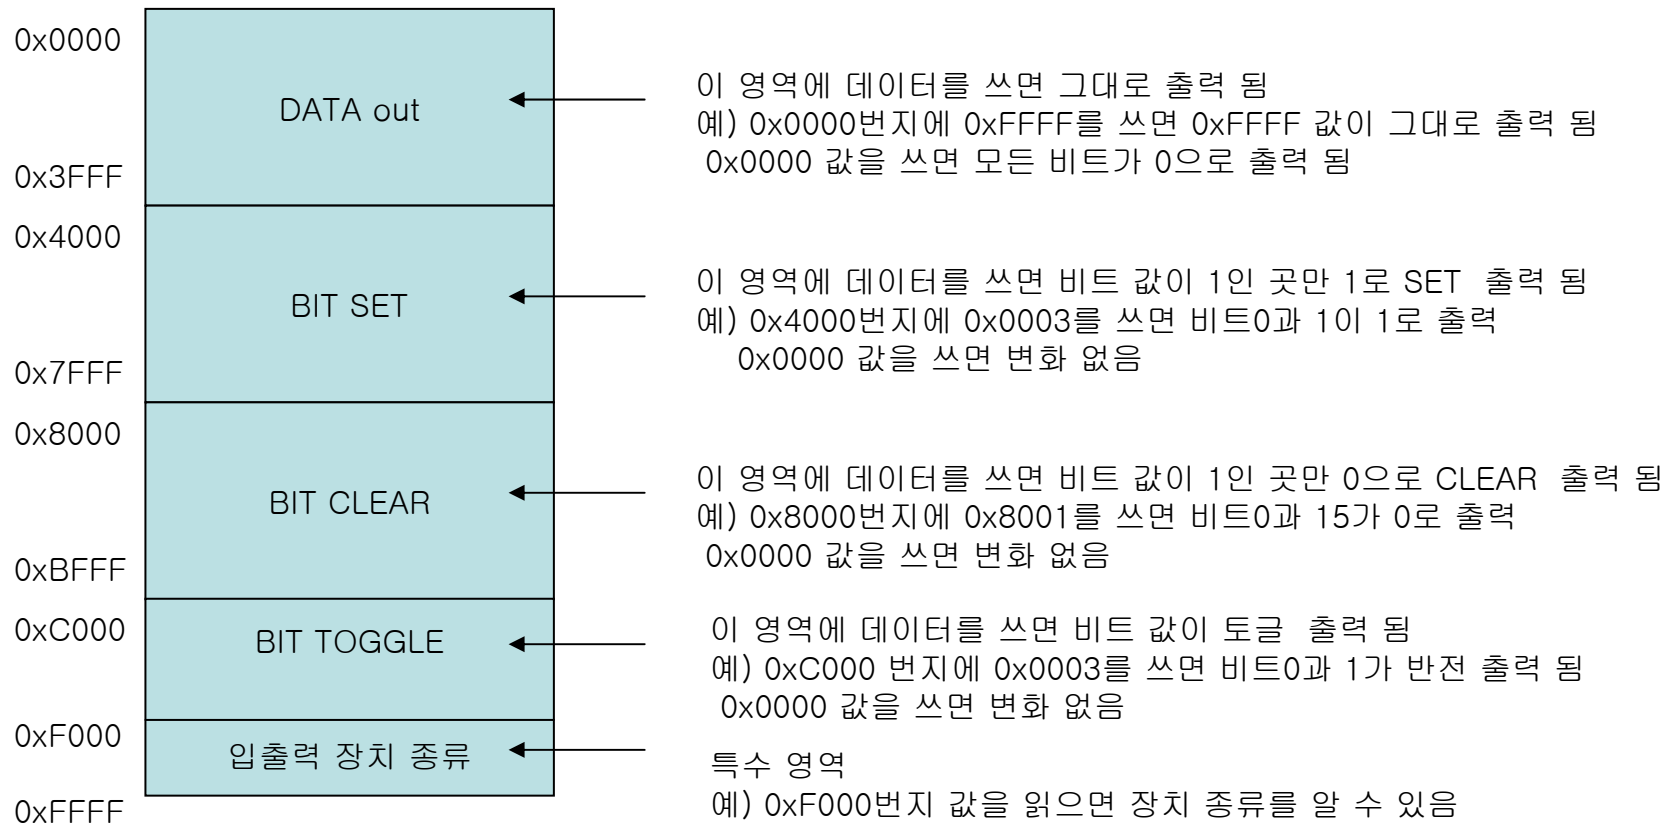 0x0000
DATA out
0x3FFF
이 영역에 데이터를 쓰면 그대로 출력 됨
예) 0x0000번지에 0xFFFF를 쓰면 0xFFFF 값이 그대로 출력 됨
0x0000 값을 쓰면 모든 비트가 0으로 출력 됨
0x4000
BIT SET
0x7FFF
이 영역에 데이터를 쓰면 비트 값이 1인 곳만 1로 SET 출력 됨
예) 0x4000번지에 0x0003를 쓰면 비트0과 1이 1로 출력
0x0000 값을 쓰면 변화 없음
0x8000
BIT CLEAR
0xBFFF
이 영역에 데이터를 쓰면 비트 값이 1인 곳만 0으로 CLEAR 출력 됨
예) 0x8000번지에 0x8001를 쓰면 비트0과 15가 0로 출력
0x0000 값을 쓰면 변화 없음
0xC000
BIT TOGGLE
이 영역에 데이터를 쓰면 비트 값이 토글 출력 됨
예) 0xC000 번지에 0x0003를 쓰면 비트0과 1가 반전 출력 됨
0x0000 값을 쓰면 변화 없음
0xF000
입출력 장치 종류
0xFFFF
특수 영역
예) 0xF000번지 값을 읽으면 장치 종류를 알 수 있음